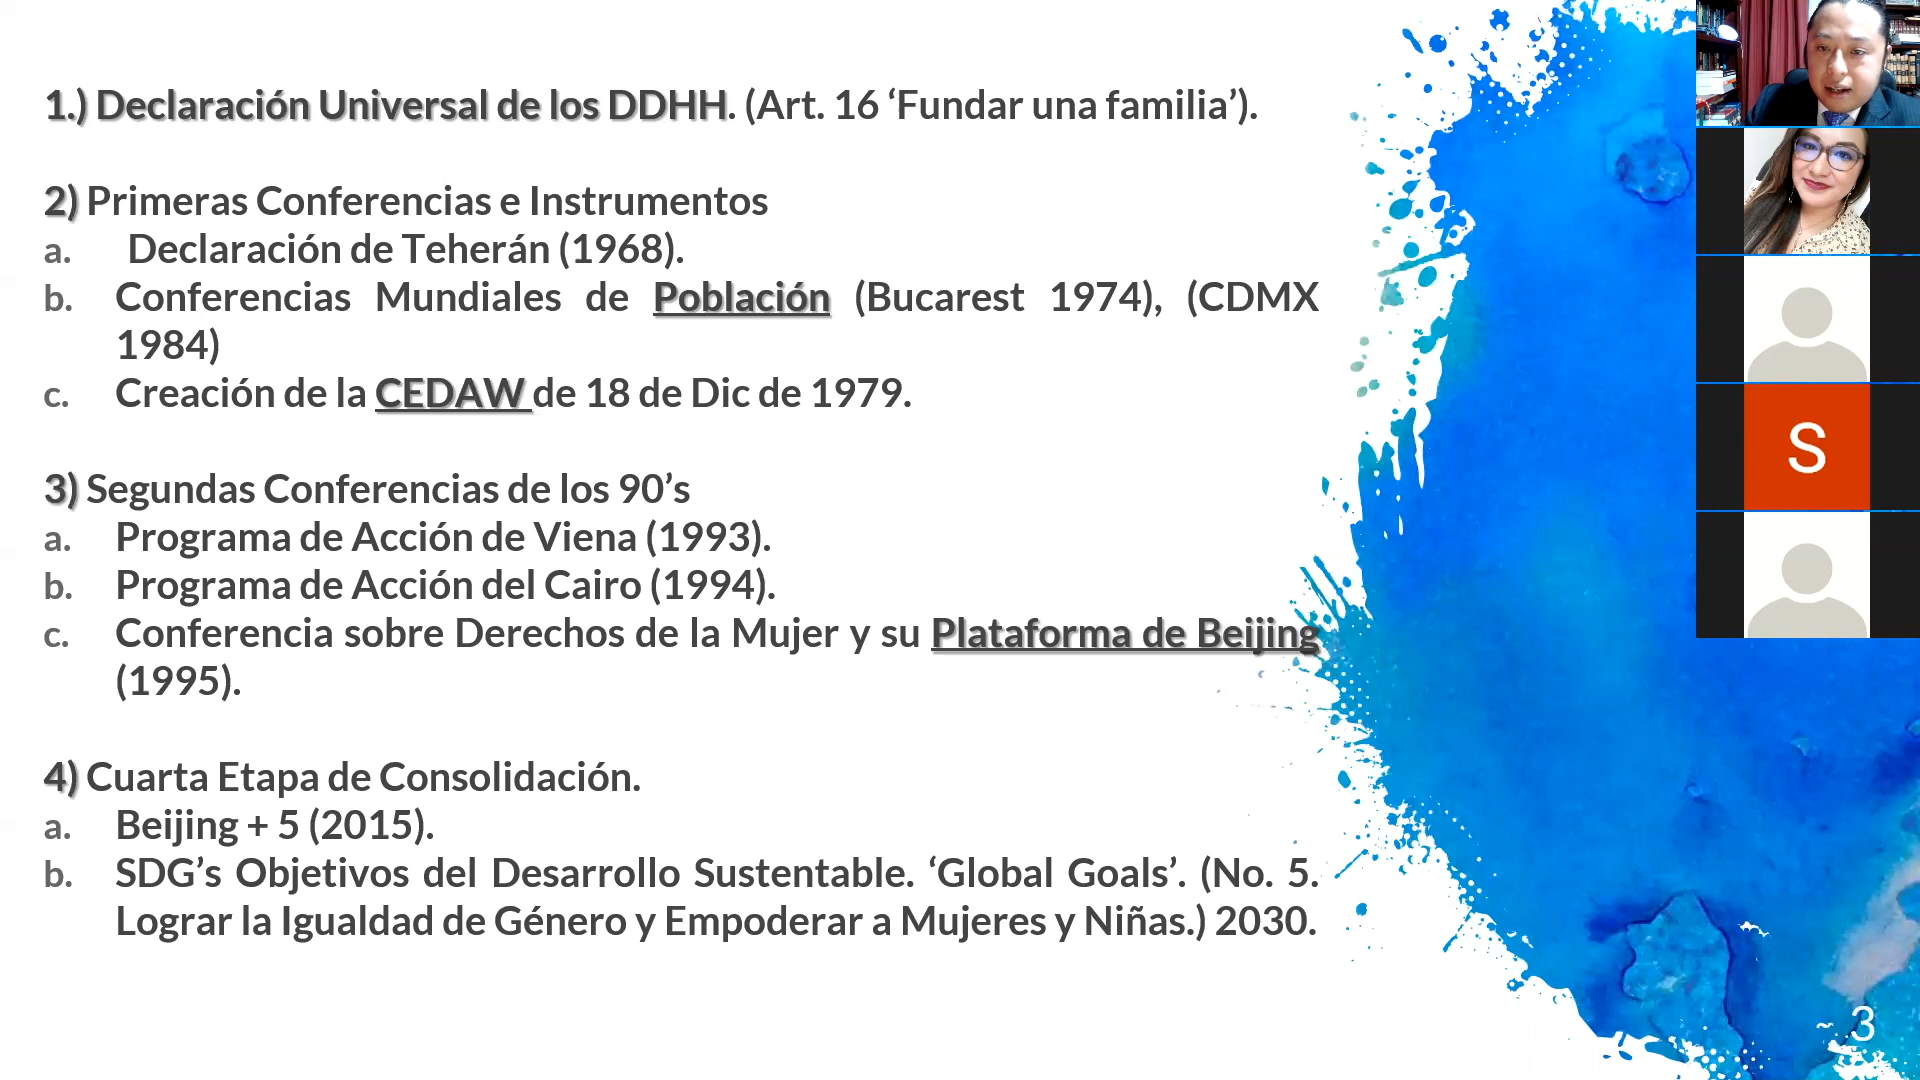 1.) Declaración Universal de los DDHH. (Art. 16 ‘Fundar una familia’).
2) Primeras Conferencias e Instrumentos
a. Declaración de Teherán (1968).
b. Conferencias Mundiales de Población (Bucarest 1974), (CDMX
1984)
c. Creación de la CEDAW de 18 de Dic de 1979.
3) Segundas Conferencias de los 90’s
a. Programa de Acción de Viena (1993).
b. Programa de Acción del Cairo (1994).
c. Conferencia sobre Derechos de la Mujer y su Plataforma de Beijing
(1995).
4) Cuarta Etapa de Consolidación.
a. Beijing + 5 (2015).
b. SDG’s Objetivos del Desarrollo Sustentable. ‘Global Goals’. (No. 5.
Lograr la Igualdad de Género y Empoderar a Mujeres y Niñas.) 2030.
S
3